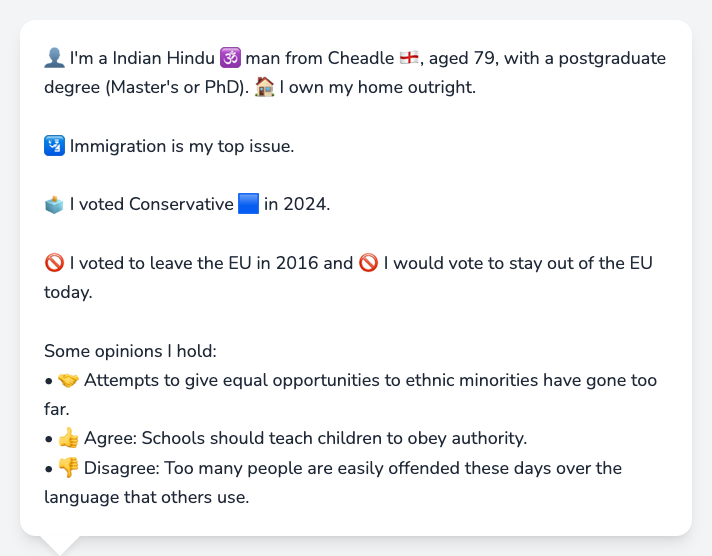 👤 I'm a Indian Hindu 🕉️ man from Cheadle 🏴󠁧󠁢󠁥󠁮󠁧󠁿, aged 79, with a postgraduate
degree (Master's or PhD). 🏠 I own my home outright.
🛂 Immigration is my top issue.
🗳️ I voted Conservative 🟦 in 2024.
🚫 I voted to leave the EU in 2016 and 🚫 I would vote to stay out of the EU
today.
Some opinions I hold:
• 🤝 Attempts to give equal opportunities to ethnic minorities have gone too
far.
• 👍 Agree: Schools should teach children to obey authority.
• 👎 Disagree: Too many people are easily offended these days over the
language that others use.